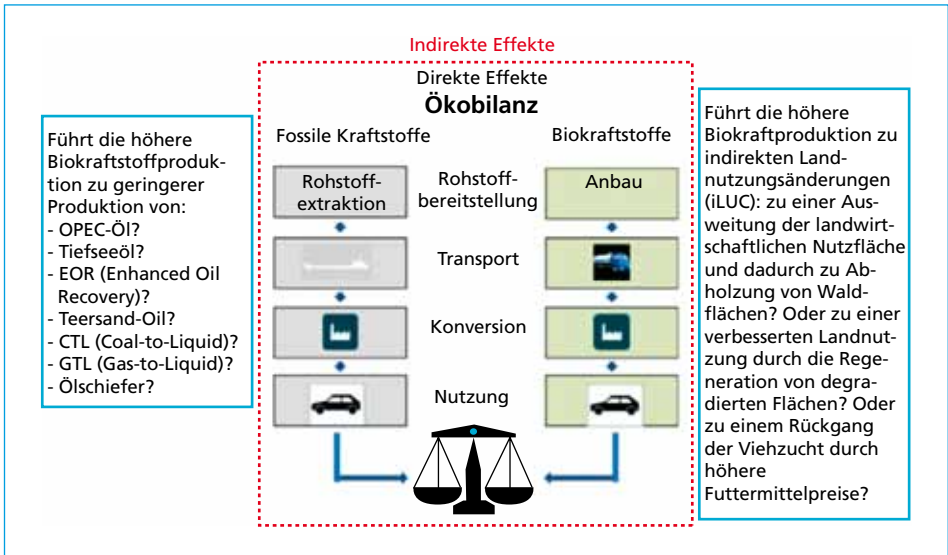 Indirekte Effekte
Direkte Effekte
Ökobilanz
Führt die höhere
Biokraftstoffproduk-
tion zu geringerer
Produktion von:
- OPEC-Öl?
- Tiefseeöl?
- EOR (Enhanced Oil
Recovery)?
- Teersand-Oil?
- CTL (Coal-to-Liquid)?
- GTL (Gas-to-Liquid)?
- Ölschiefer?
Fossile Kraftstoffe
Biokraftstoffe
Rohstoff-
extraktion
Rohstoff-
bereitstellung
Anbau
Transport
Konversion
Nutzung
Führt die höhere
Biokraftproduktion zu
indirekten Land-
nutzungsänderungen
(iLUC): zu einer Aus-
weitung der landwirt-
schaftlichen Nutzfläche
und dadurch zu Ab-
holzung von Wald-
flächen? Oder zu einer
verbesserten Landnut-
zung durch die Rege-
neration von degra-
dierten Flächen? Oder
zu einem Rückgang
der Viehzucht durch
höhere
Futtermittelpreise?